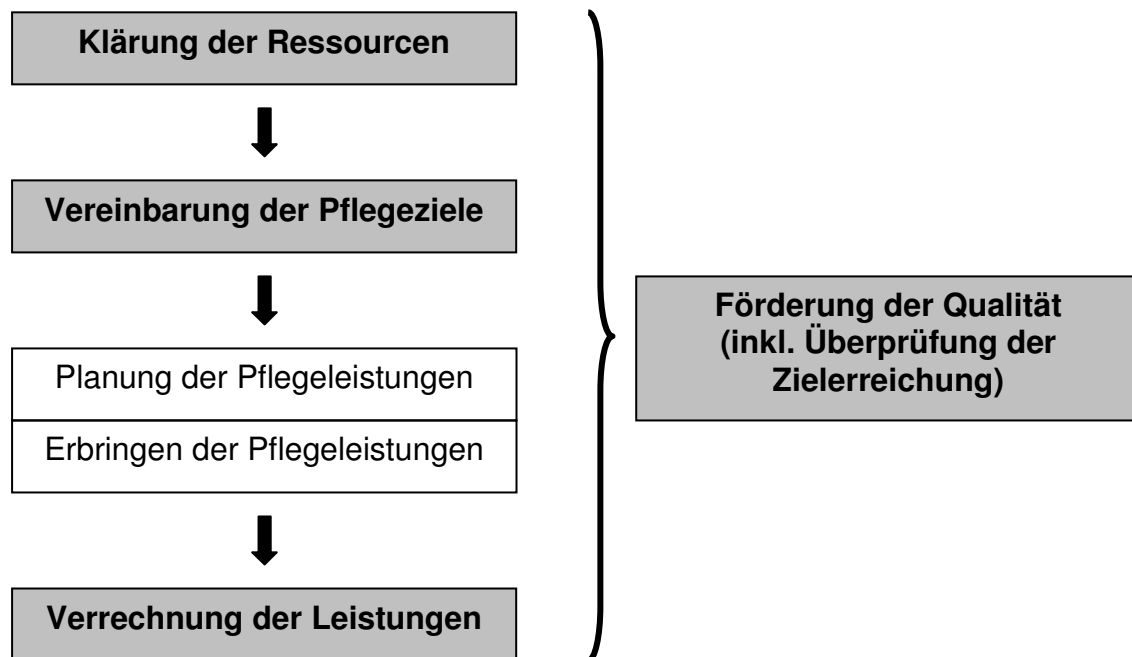 Klärung der Ressourcen
Vereinbarung der Pflegeziele
Planung der Pflegeleistungen
Erbringen der Pflegeleistungen
Verrechnung der Leistungen
Förderung der Qualität
(inkl. Überprüfung der
Zielerreichung)